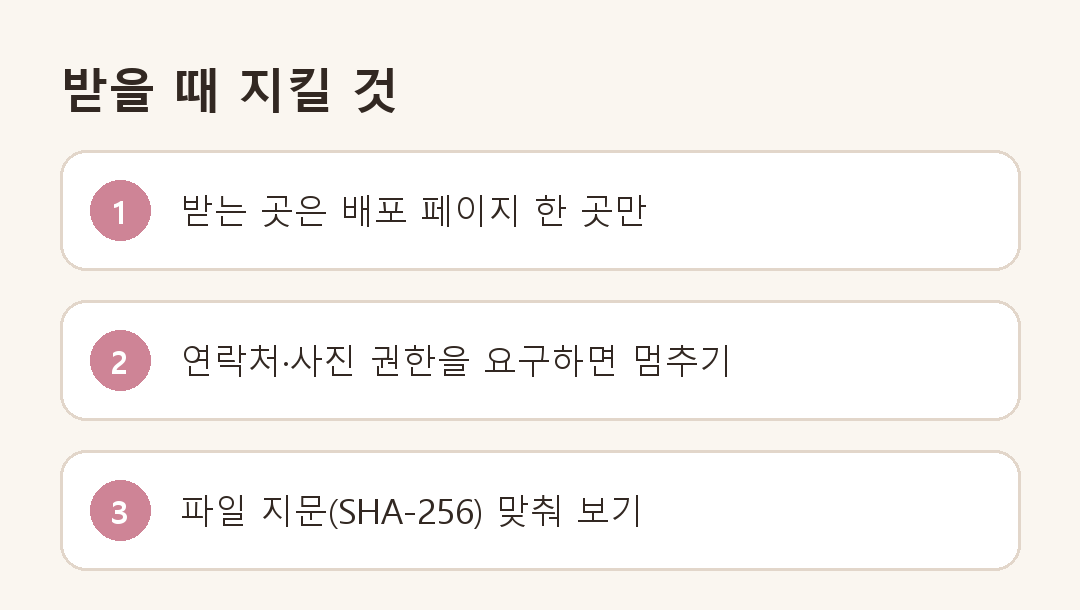 받을 때 지킬 것
1 받는 곳은 배포 페이지 한 곳만
2 연락처·사진 권한을 요구하면 멈추기
3 파일 지문(SHA-256) 맞춰 보기